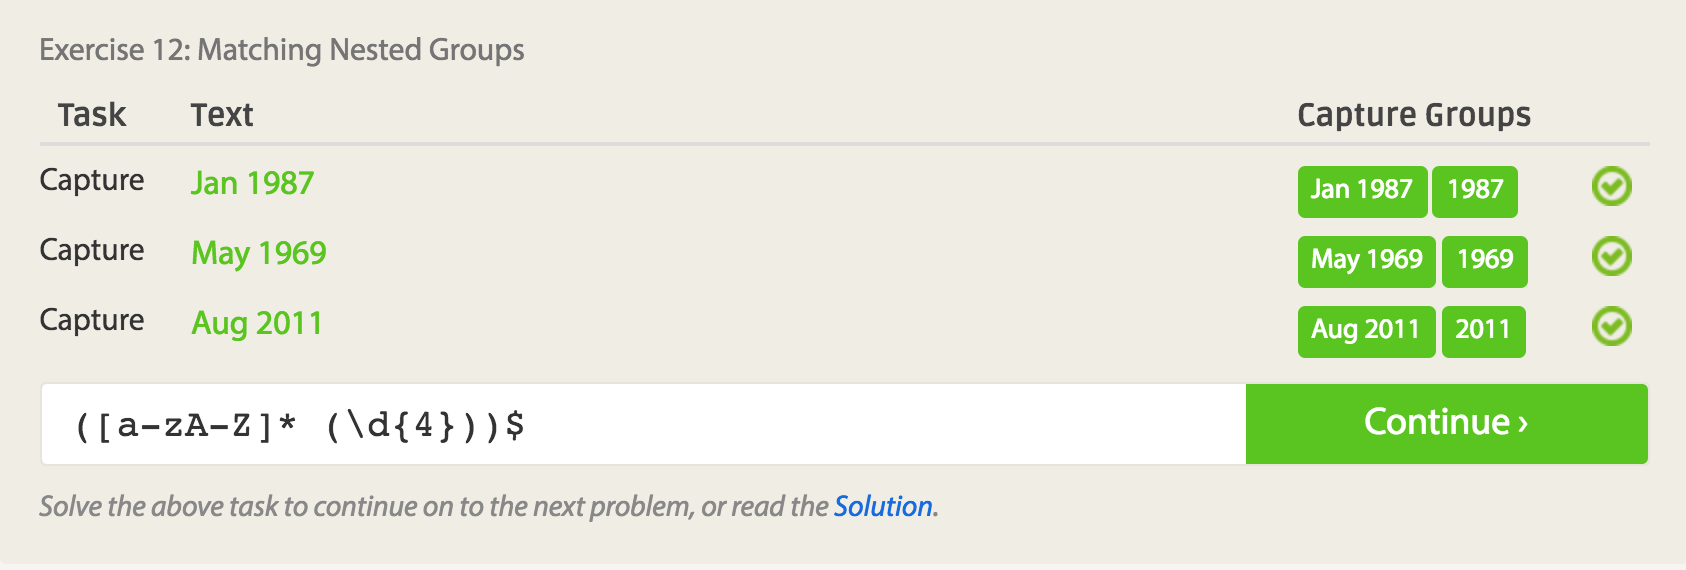 Exercise 12: Matching Nested Groups
Task Text Capture Groups
Capture Jan 1987 Jan 1987 1987
Capture May 1969 May 1969 1969
Capture Aug 2011 Aug 2011 2011
([a-zA-Z]* (\d{4}))$ Continue ›
Solve the above task to continue on to the next problem, or read the Solution.